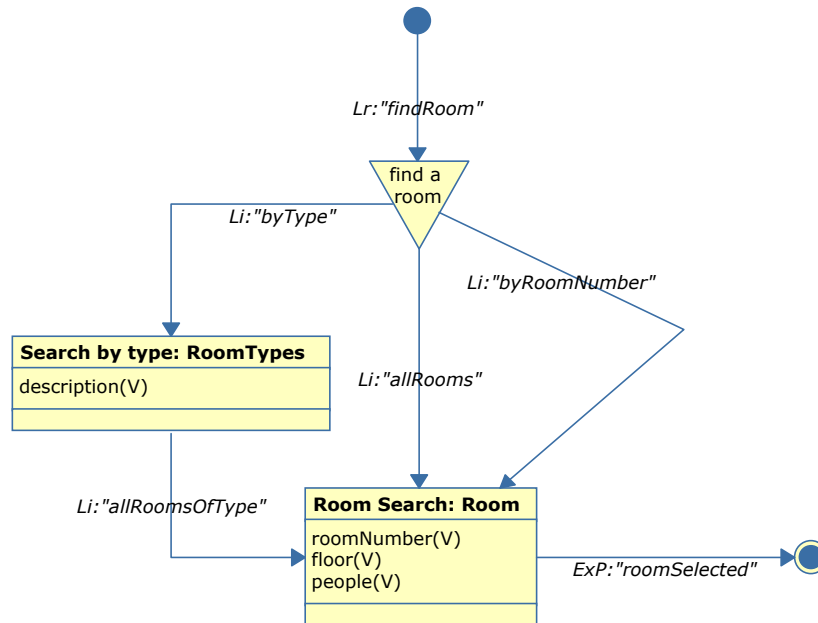 Lr:"findRoom"
find a
room
Li:"byType"
Li:"byRoomNumber"
Search by type: RoomTypes
description(V)
Li:"allRooms"
Li:"allRoomsOfType"
Room Search: Room
roomNumber(V)
floor(V)
people(V)
ExP:"roomSelected"